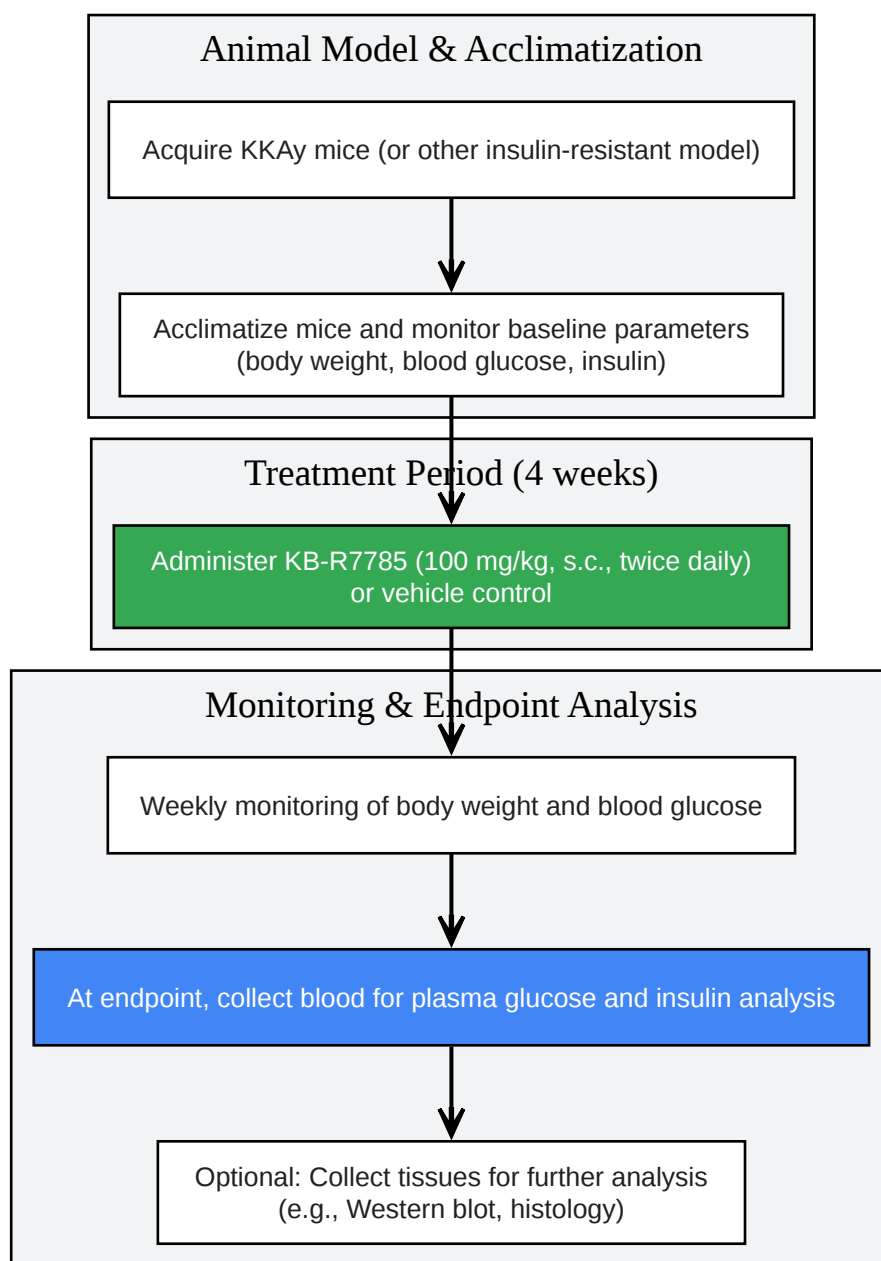 Animal Model & Acclimatization
Acquire KKAy mice (or other insulin-resistant model)
Acclimatize mice and monitor baseline parameters
(body weight, blood glucose, insulin)
Treatment Period (4 weeks)
Administer KB-R7785 (100 mg/kg, s.c., twice daily)
or vehicle control
Monitoring & Endpoint Analysis
Weekly monitoring of body weight and blood glucose
At endpoint, collect blood for plasma glucose and insulin analysis
Optional: Collect tissues for further analysis
(e.g., Western blot, histology)